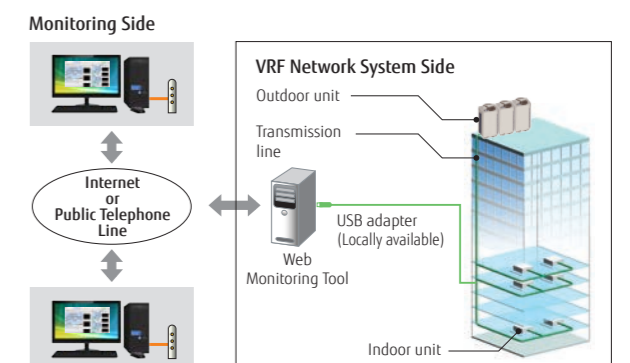 Monitoring Side
Internet
or
Public Telephone
Line
VRF Network System Side
Outdoor unit
Transmission
line
USB adapter
(Locally available)
Web
Monitoring Tool
Indoor unit